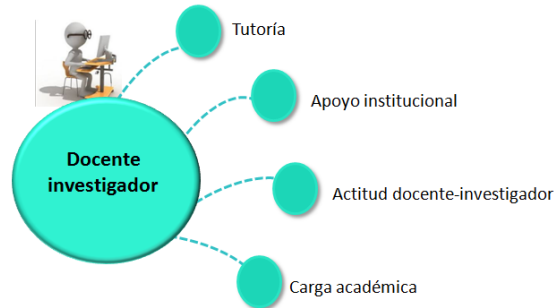 Tutoría
Apoyo institucional
Docente
investigador
Actitud docente-investigador
Carga académica